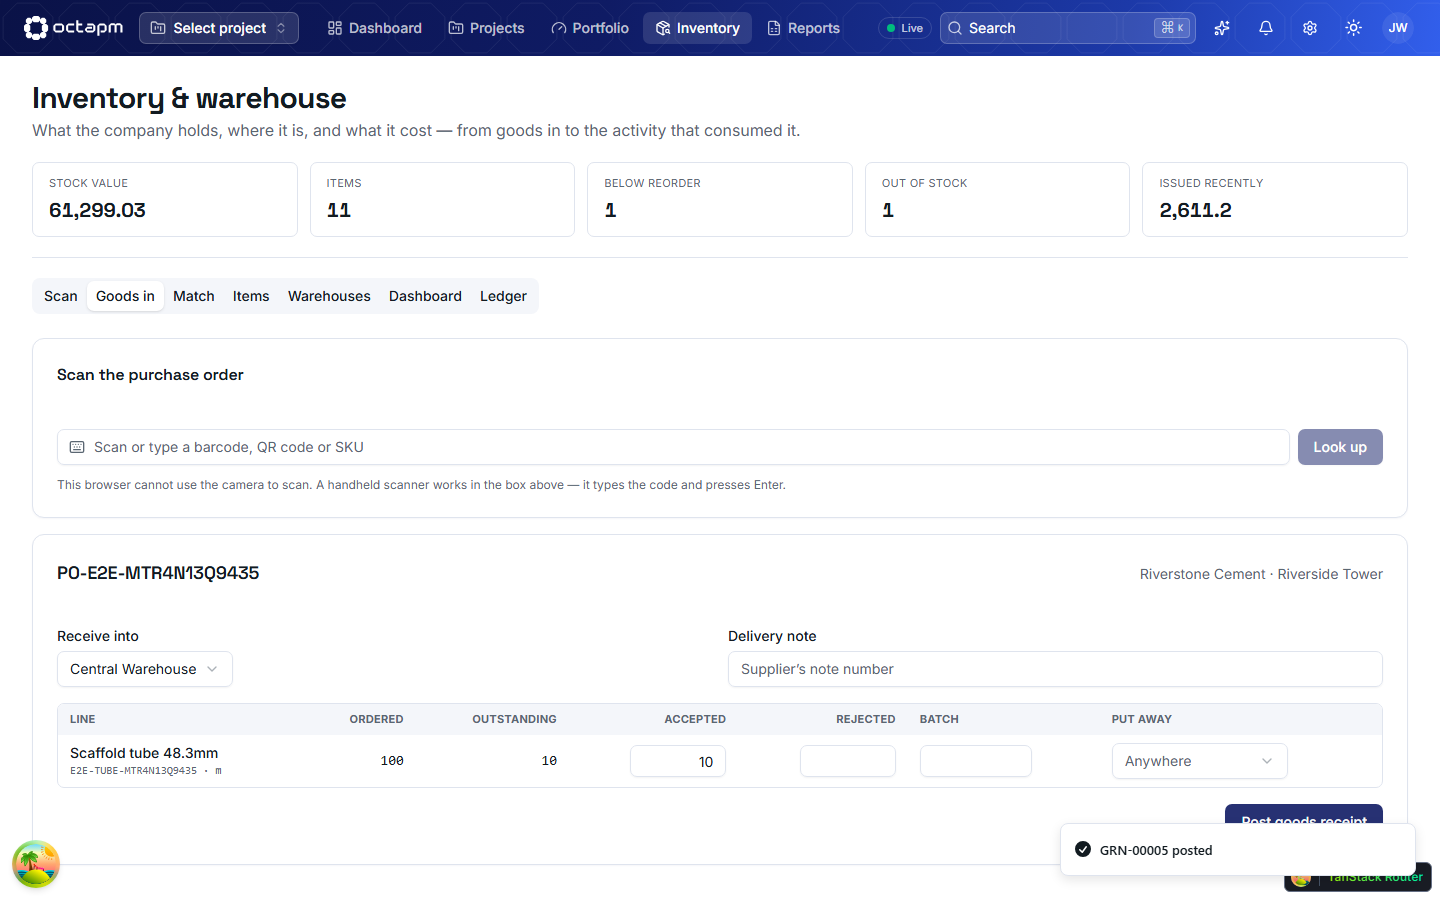 octapm
Select project
Dashboard
Projects
Portfolio
Inventory
Reports
Live
Search
⌘ K
JW
Inventory & warehouse
What the company holds, where it is, and what it cost — from goods in to the activity that consumed it.
STOCK VALUE
61,299.03
ITEMS
11
BELOW REORDER
1
OUT OF STOCK
1
ISSUED RECENTLY
2,611.2
Scan
Goods in
Match
Items
Warehouses
Dashboard
Ledger
Scan the purchase order
Scan or type a barcode, QR code or SKU
Look up
This browser cannot use the camera to scan. A handheld scanner works in the box above — it types the code and presses Enter.
PO-E2E-MTR4N13Q9435
Riverstone Cement · Riverside Tower
Receive into
Delivery note
Central Warehouse
Supplier’s note number
LINE ORDERED OUTSTANDING ACCEPTED REJECTED BATCH PUT AWAY
Scaffold tube 48.3mm 100 10 10 Anywhere
E2E-TUBE-MTR4N13Q9435 · m
Post goods receipt
GRN-00005 posted
TanStack Router